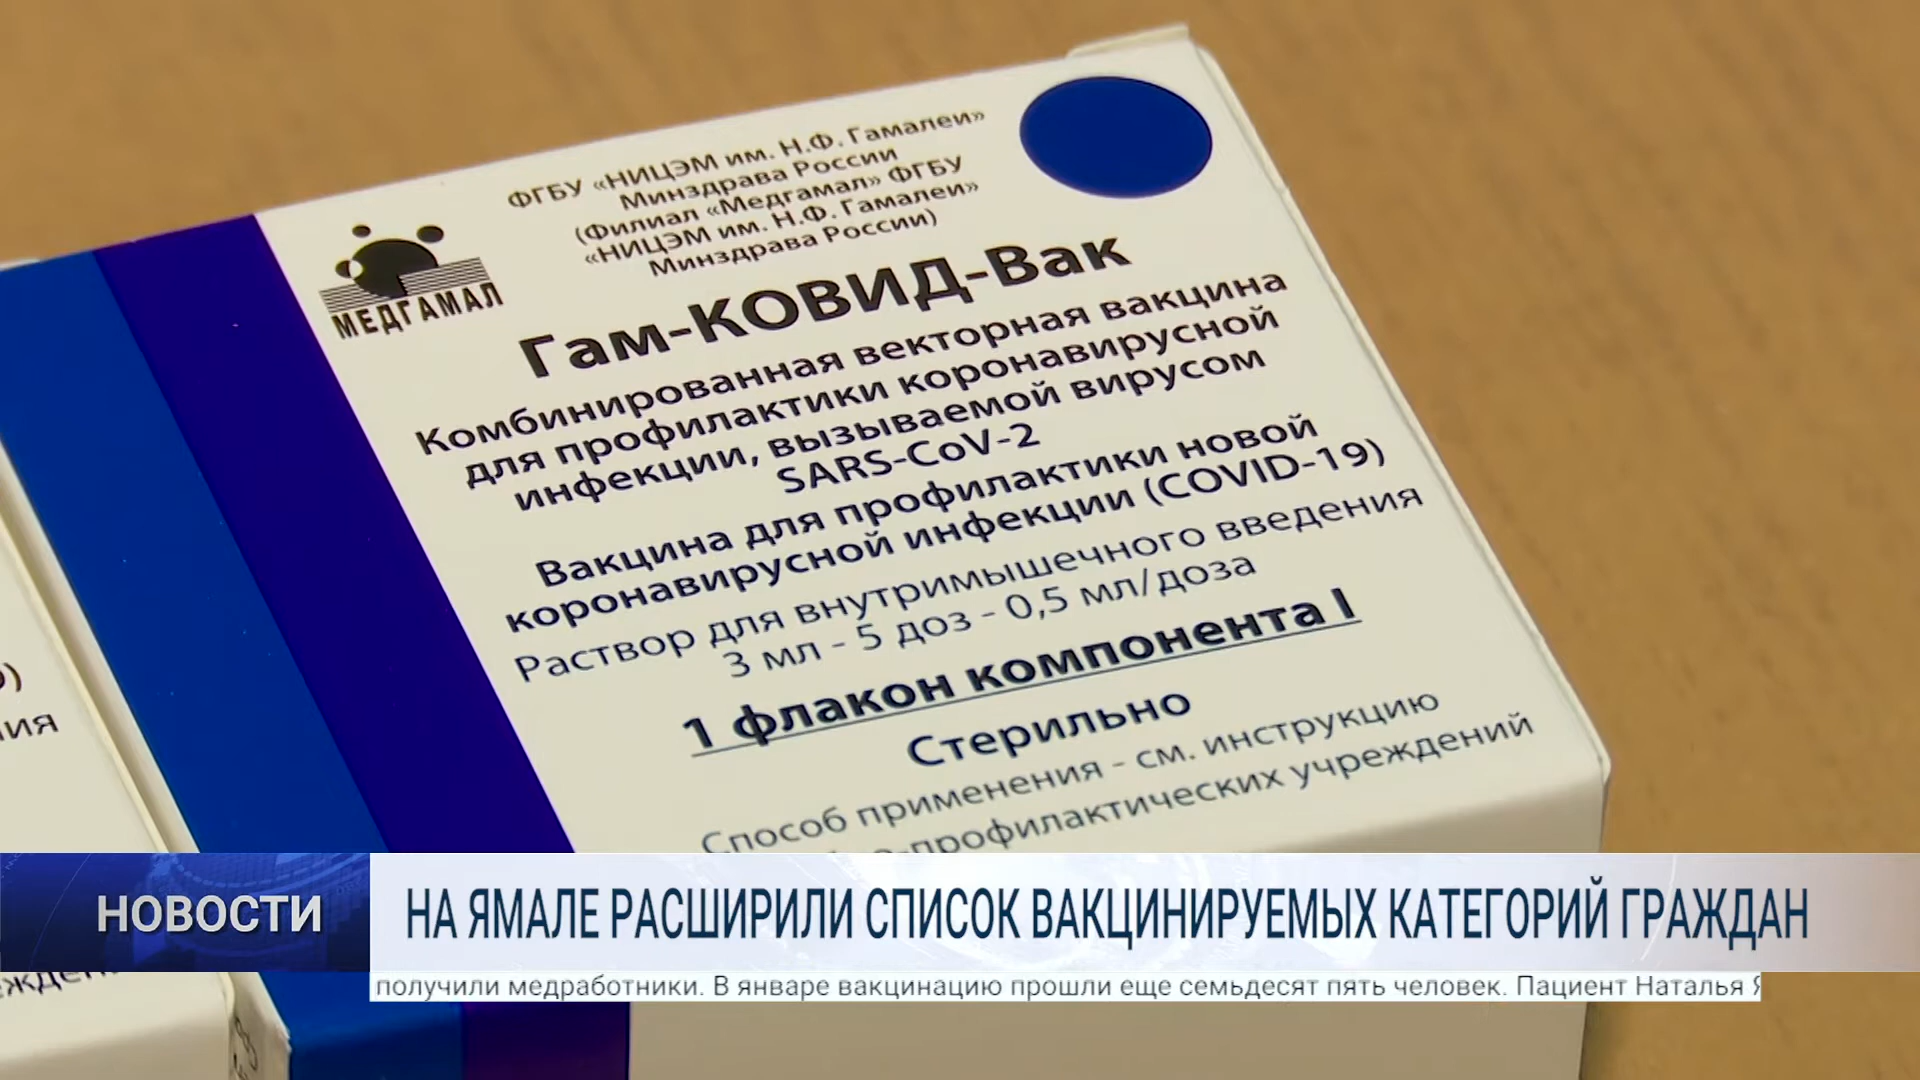 ФГБУ «НИЦЭМ им. Н.Ф. Гамалеи»
Минздрава России
(Филиал «Медгамал» ФГБУ
«НИЦЭМ им. Н.Ф. Гамалеи»
Минздрава России)
МЕДГАМАЛ
Гам-КОВИД-Вак
Комбинированная векторная вакцина
для профилактики коронавирусной
инфекции, вызываемой вирусом
SARS-CoV-2
Вакцина для профилактики новой
коронавирусной инфекции (COVID-19)
Раствор для внутримышечного введения
3 мл - 5 доз - 0,5 мл/доза
1 флакон компонента I
Стерильно
Способ применения - см. инструкцию
-профилактических учреждений
НОВОСТИ
НА ЯМАЛЕ РАСШИРИЛИ СПИСОК ВАКЦИНИРУЕМЫХ КАТЕГОРИЙ ГРАЖДАН
получили медработники. В январе вакцинацию прошли еще семьдесят пять человек. Пациент Наталья